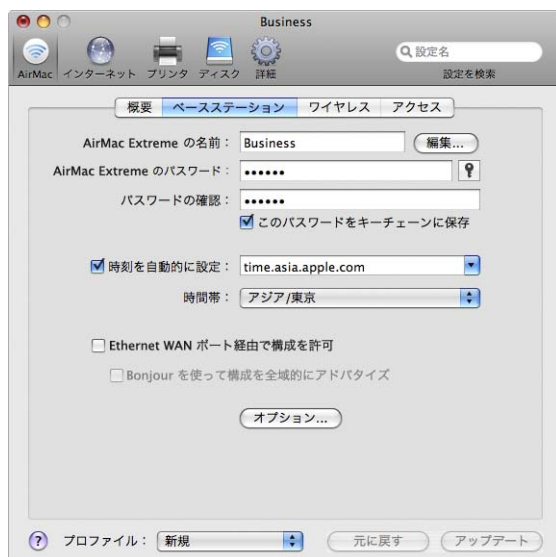 Business
AirMac インターネット プリンタ ディスク 詳細
設定名
設定を検索
概要 ベースステーション ワイヤレス アクセス
AirMac Extreme の名前： Business 編集...
AirMac Extreme のパスワード： ••••••
パスワードの確認： ••••••
このパスワードをキーチェーンに保存
時刻を自動的に設定： time.asia.apple.com
時間帯： アジア/東京
Ethernet WAN ポート経由で構成を許可
Bonjour を使って構成を全域的にアドバタイズ
オプション...
? プロファイル： 新規 元に戻す アップデート